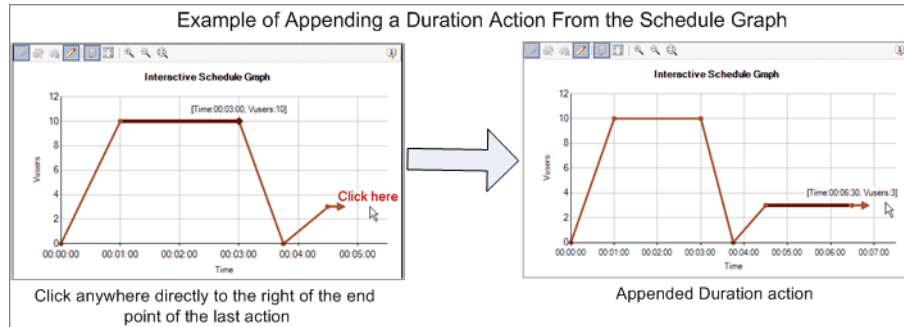 Example of Appending a Duration Action From the Schedule Graph
Interactive Schedule Graph
12
[Time:00:03:00, Vusers:10]
10
8
Vusers
6
4
Click here
2
0
00:00:00 00:01:00 00:02:00 00:03:00 00:04:00 00:05:00
Time
Click anywhere directly to the right of the end
point of the last action
Interactive Schedule Graph
12
10
8
Vusers
6
4
[Time:00:06:30, Vusers:3]
2
0
00:00:00 00:01:00 00:02:00 00:03:00 00:04:00 00:05:00 00:06:00 00:07:00
Time
Appended Duration action